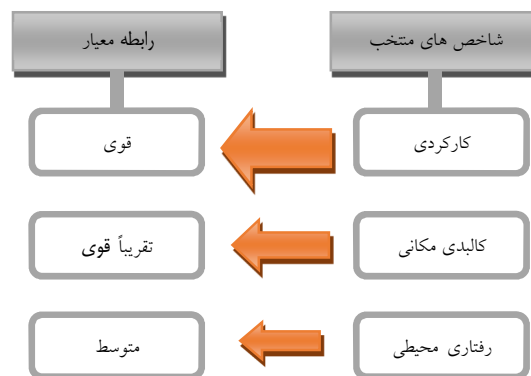 شاخص های منتخب
رابطه معیار
کارکردی
قوی
کالبدی مکانی
تقریباً قوی
رفتاری محیطی
متوسط